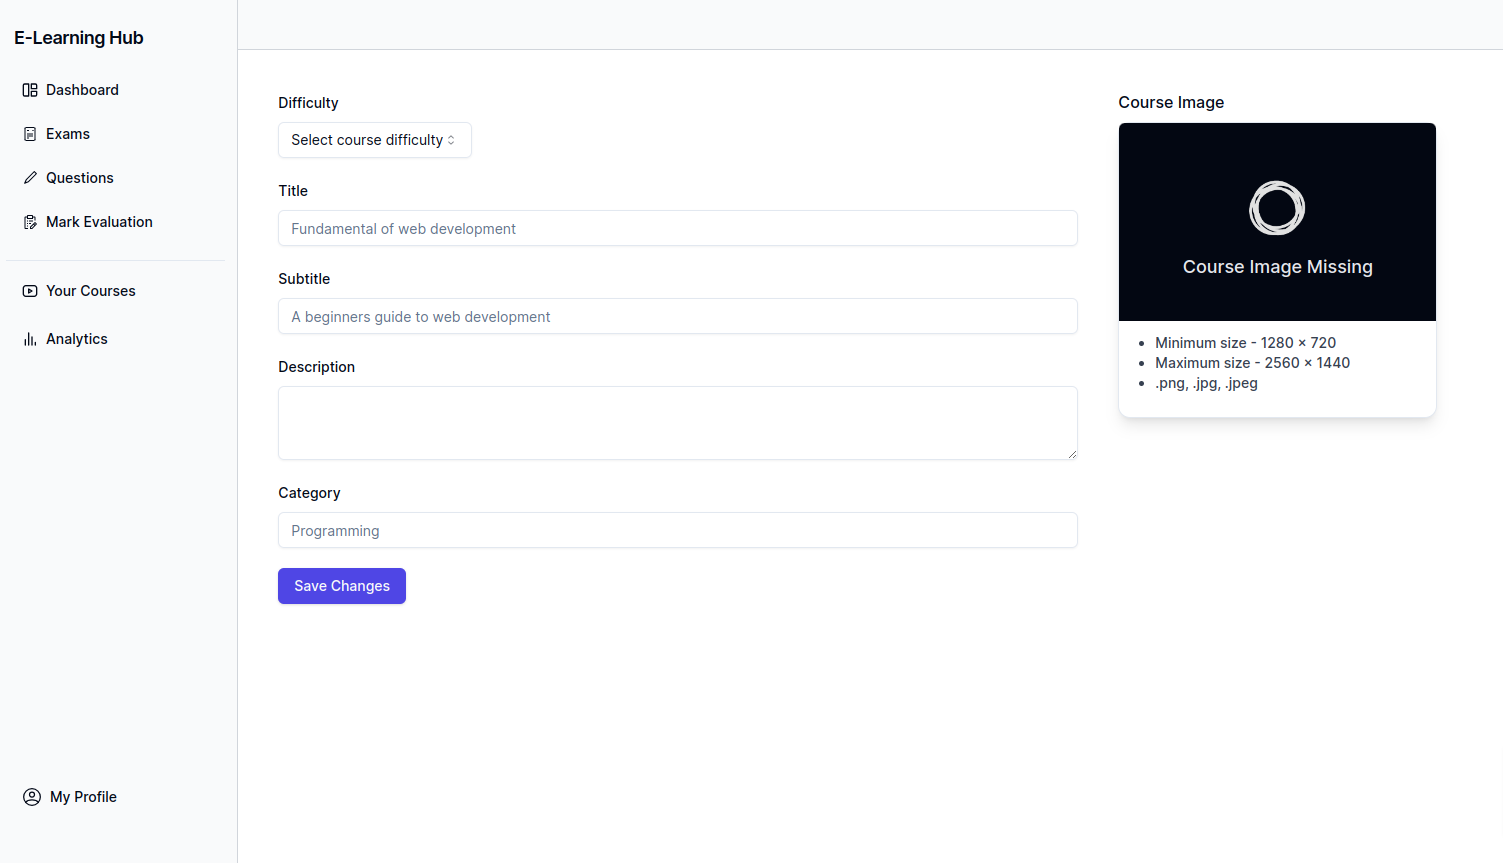 E-Learning Hub
Dashboard
Exams
Questions
Mark Evaluation
Your Courses
Analytics
My Profile
Difficulty
Select course difficulty
Title
Fundamental of web development
Subtitle
A beginners guide to web development
Description
Category
Programming
Save Changes
Course Image
Course Image Missing
Minimum size - 1280 × 720
Maximum size - 2560 × 1440
.png, .jpg, .jpeg